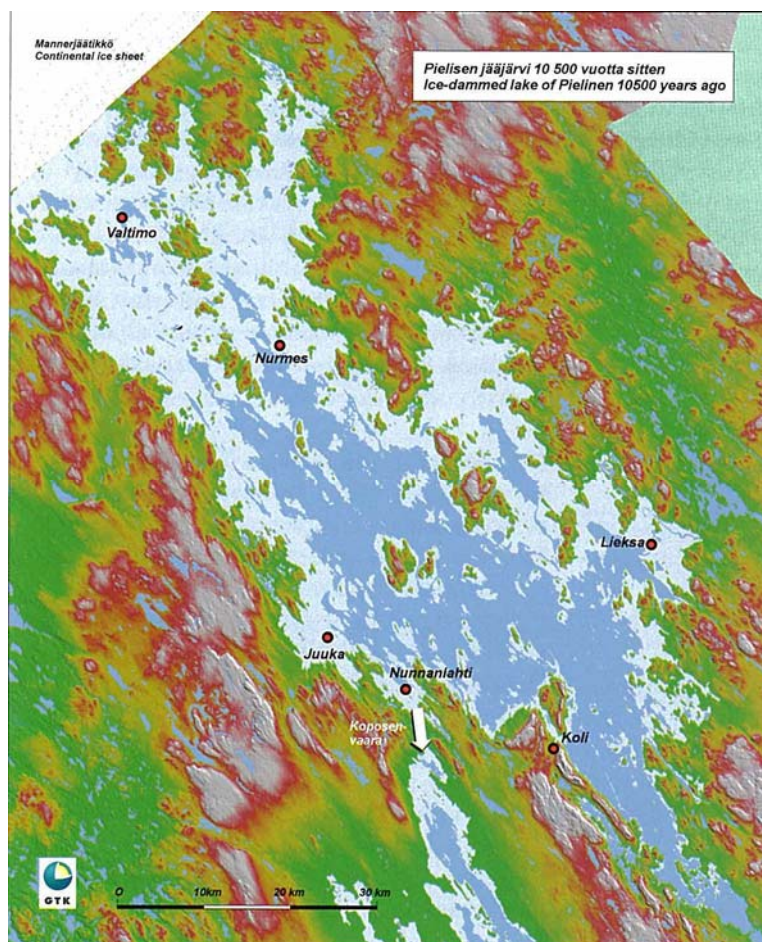 Mannerjäätikkö
Continental Ice sheet
Pielisen jääjärvi 10 500 vuotta sitten
Ice-dammed lake of Pielinen 10500 years ago
Valtimo
Nurmes
Lieksa
Juuka
Nunnanlahti
Koposen-
vaara
Koli
0 10km 20 km 30 km
GTK